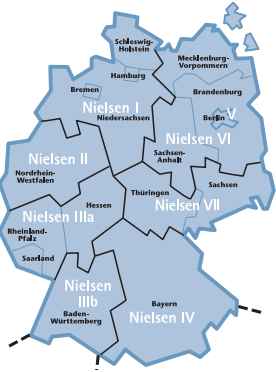 Schleswig-
Holstein
Mecklenburg-
Vorpommern
Hamburg
Bremen
Brandenburg
Nielsen I
Niedersachsen
Berlin
V
Nielsen VI
Nielsen II
Sachsen-
Anhalt
Nordrhein-
Westfalen
Thüringen
Sachsen
Hessen
Nielsen VII
Nielsen IIIa
Rheinland-
Pfalz
Saarland
Nielsen
IIIb
Baden-
Württemberg
Bayern
Nielsen IV